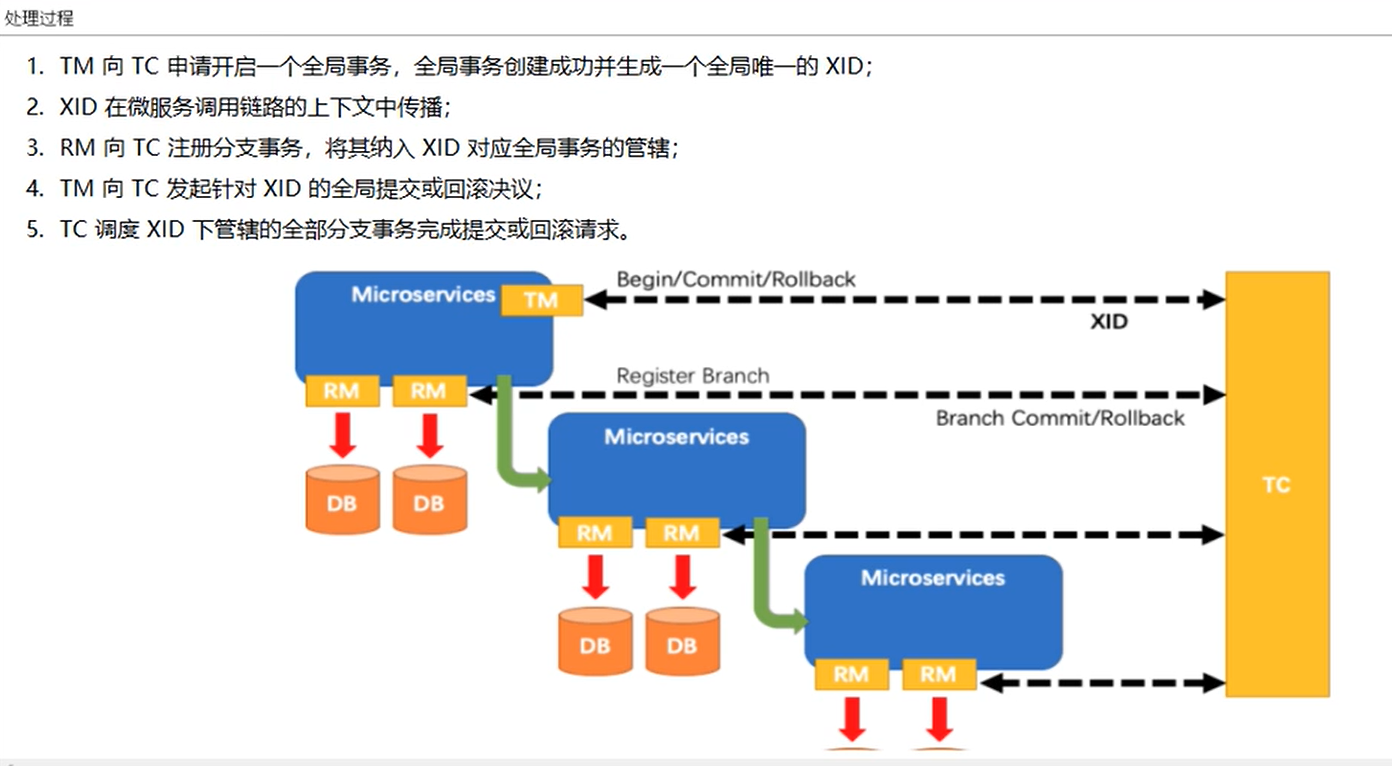 处理过程
1. TM 向 TC 申请开启一个全局事务，全局事务创建成功并生成一个全局唯一的 XID；
2. XID 在微服务调用链路的上下文中传播；
3. RM 向 TC 注册分支事务，将其纳入 XID 对应全局事务的管辖；
4. TM 向 TC 发起针对 XID 的全局提交或回滚决议；
5. TC 调度 XID 下管辖的全部分支事务完成提交或回滚请求。
Begin/Commit/Rollback
Microservices TM
XID
Register Branch
RM RM
Branch Commit/Rollback
Microservices
TC
DB DB
RM RM
Microservices
DB DB
RM RM